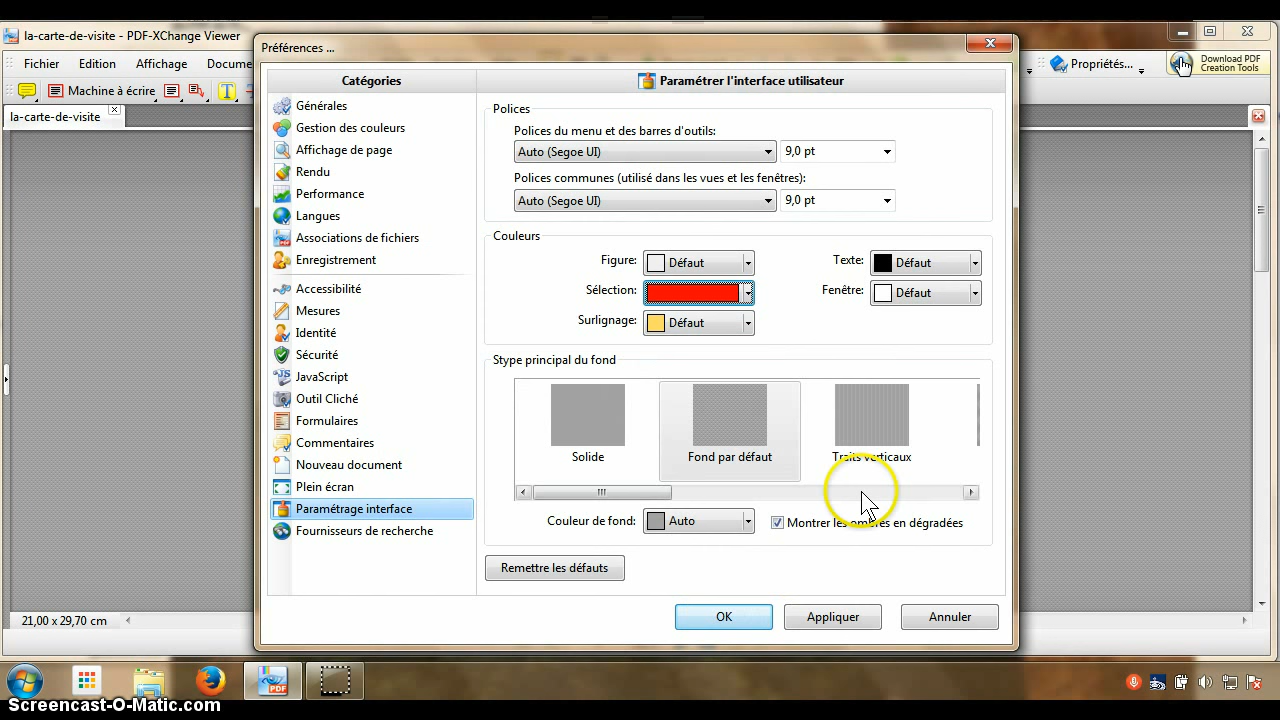 la-carte-de-visite - PDF-XChange Viewer
Fichier Edition Affichage Docume
Propriétés...
Download PDF
Creation Tools
Machine à écrire
la-carte-de-visite
Préférences ...
Catégories
Générales
Gestion des couleurs
Affichage de page
Rendu
Performance
Langues
Associations de fichiers
Enregistrement
Accessibilité
Mesures
Identité
Sécurité
JavaScript
Outil Cliché
Formulaires
Commentaires
Nouveau document
Plein écran
Paramétrage interface
Fournisseurs de recherche
Paramétrer l'interface utilisateur
Polices
Polices du menu et des barres d'outils:
Auto (Segoe UI) 9,0 pt
Polices communes (utilisé dans les vues et les fenêtres):
Auto (Segoe UI) 9,0 pt
Couleurs
Figure: Défaut Texte: Défaut
Sélection: Fenêtre: Défaut
Surlignage: Défaut
Stype principal du fond
Solide Fond par défaut Traits verticaux
Couleur de fond: Auto Montrer les ombres en dégradées
Remettre les défauts
OK Appliquer Annuler
21,00 x 29,70 cm
PDF
Screencast-O-Matic.com